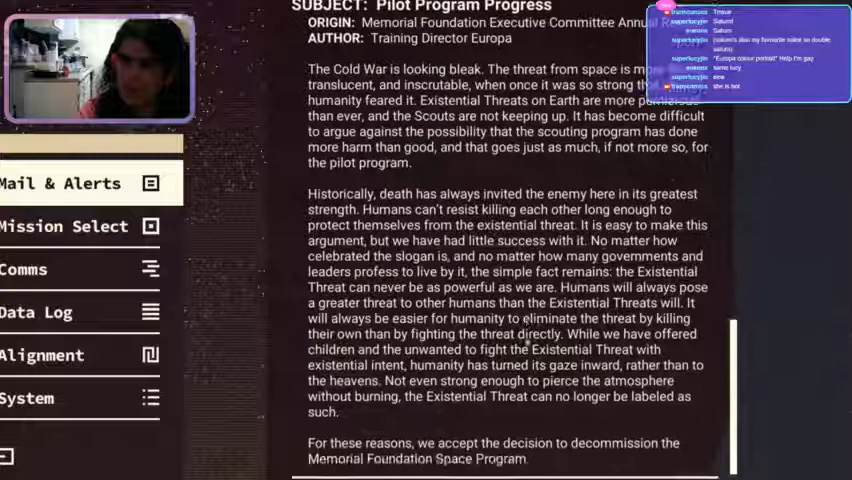 SUBJECT: Pilot Program Progress
ORIGIN: Memorial Foundation Executive Committee Annual
AUTHOR: Training Director Europa
The Cold War is looking bleak. The threat from space is more
translucent, and inscrutable, when once it was so strong
humanity feared it. Existential Threats on Earth are more
than ever, and the Scouts are not keeping up. It has become difficult
to argue against the possibility that the scouting program has done
more harm than good, and that goes just as much, if not more so, for
the pilot program.
Historically, death has always invited the enemy here in its greatest
strength. Humans can't resist killing each other long enough to
protect themselves from the existential threat. It is easy to make this
argument, but we have had little success with it. No matter how
celebrated the slogan is, and no matter how many governments and
leaders profess to live by it, the simple fact remains: the Existential
Threat can never be as powerful as we are. Humans will always pose
a greater threat to other humans than the Existential Threats will. It
will always be easier for humanity to eliminate the threat by killing
their own than by fighting the threat directly. While we have offered
children and the unwanted to fight the Existential Threat with
existential intent, humanity has turned its gaze inward, rather than to
the heavens. Not even strong enough to pierce the atmosphere
without burning, the Existential Threat can no longer be labeled as
such.
For these reasons, we accept the decision to decommission the
Memorial Foundation Space Program.
Mail & Alerts
Mission Select
Comms
Data Log
Alignment
System
superlucyjin Saturn!
superlucyjin
superlucyjin "Europa colour portrait" Help I'm gay
same lucy
superlucyjin eew
she is hot